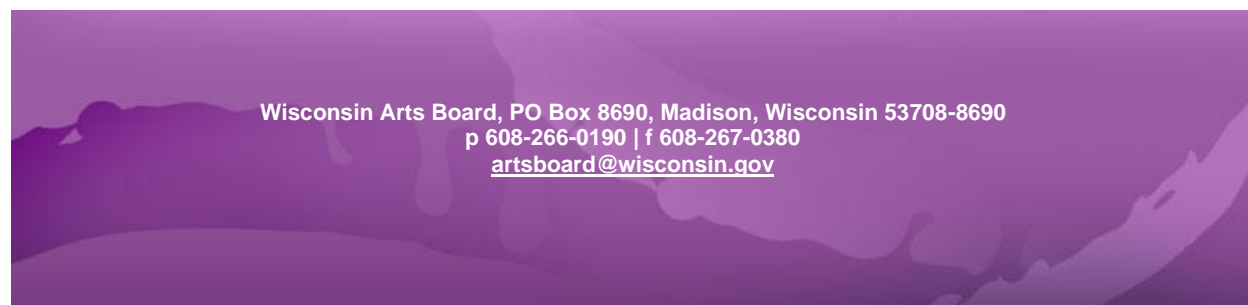 Wisconsin Arts Board, PO Box 8690, Madison, Wisconsin 53708-8690
p 608-266-0190 | f 608-267-0380
artsboard@wisconsin.gov